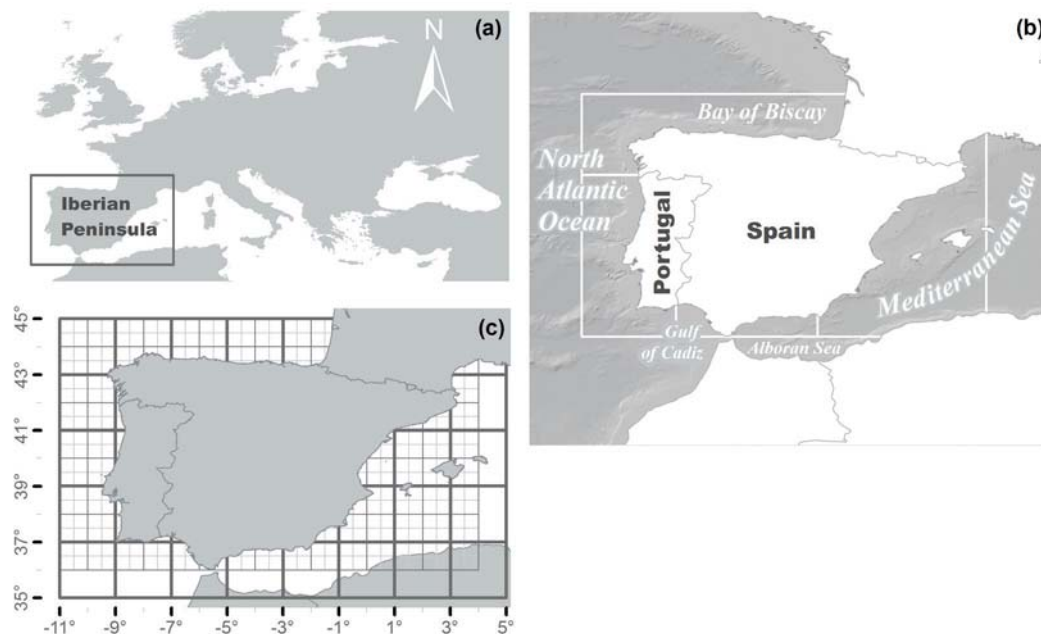 (a)
N
Iberian
Peninsula
(b)
Bay of Biscay
North
Atlantic
Ocean
Portugal
Spain
Mediterranean Sea
Gulf
of Cadiz
Alboran Sea
(c)
45°
43°
41°
39°
37°
35°
-11° -9° -7° -5° -3° -1° 1° 3° 5°